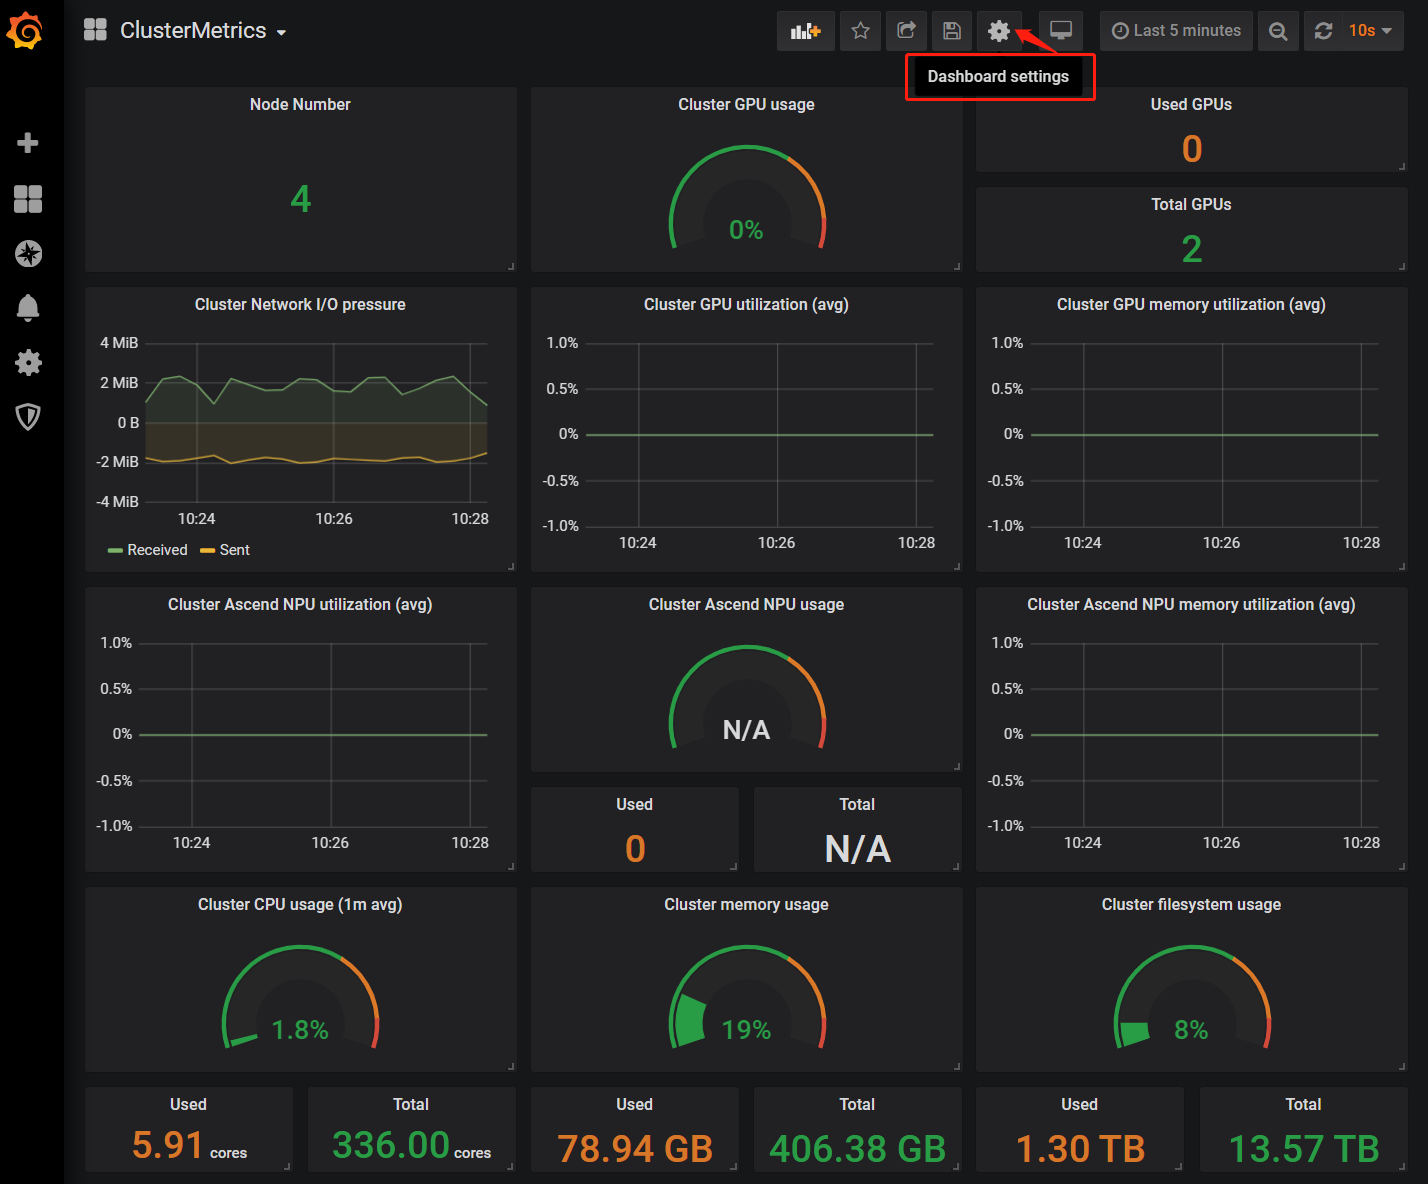 ClusterMetrics
Last 5 minutes
10s
Dashboard settings
Node Number
4
Cluster GPU usage
0%
Used GPUs
0
Total GPUs
2
Cluster Network I/O pressure
4 MiB
2 MiB
0 B
-2 MiB
-4 MiB
10:24 10:26 10:28
Received Sent
Cluster GPU utilization (avg)
1.0%
0.5%
0%
-0.5%
-1.0%
10:24 10:26 10:28
Cluster GPU memory utilization (avg)
1.0%
0.5%
0%
-0.5%
-1.0%
10:24 10:26 10:28
Cluster Ascend NPU utilization (avg)
1.0%
0.5%
0%
-0.5%
-1.0%
10:24 10:26 10:28
Cluster Ascend NPU usage
N/A
Used
0
Total
N/A
Cluster Ascend NPU memory utilization (avg)
1.0%
0.5%
0%
-0.5%
-1.0%
10:24 10:26 10:28
Cluster CPU usage (1m avg)
1.8%
Cluster memory usage
19%
Cluster filesystem usage
8%
Used
5.91 cores
Total
336.00 cores
Used
78.94 GB
Total
406.38 GB
Used
1.30 TB
Total
13.57 TB